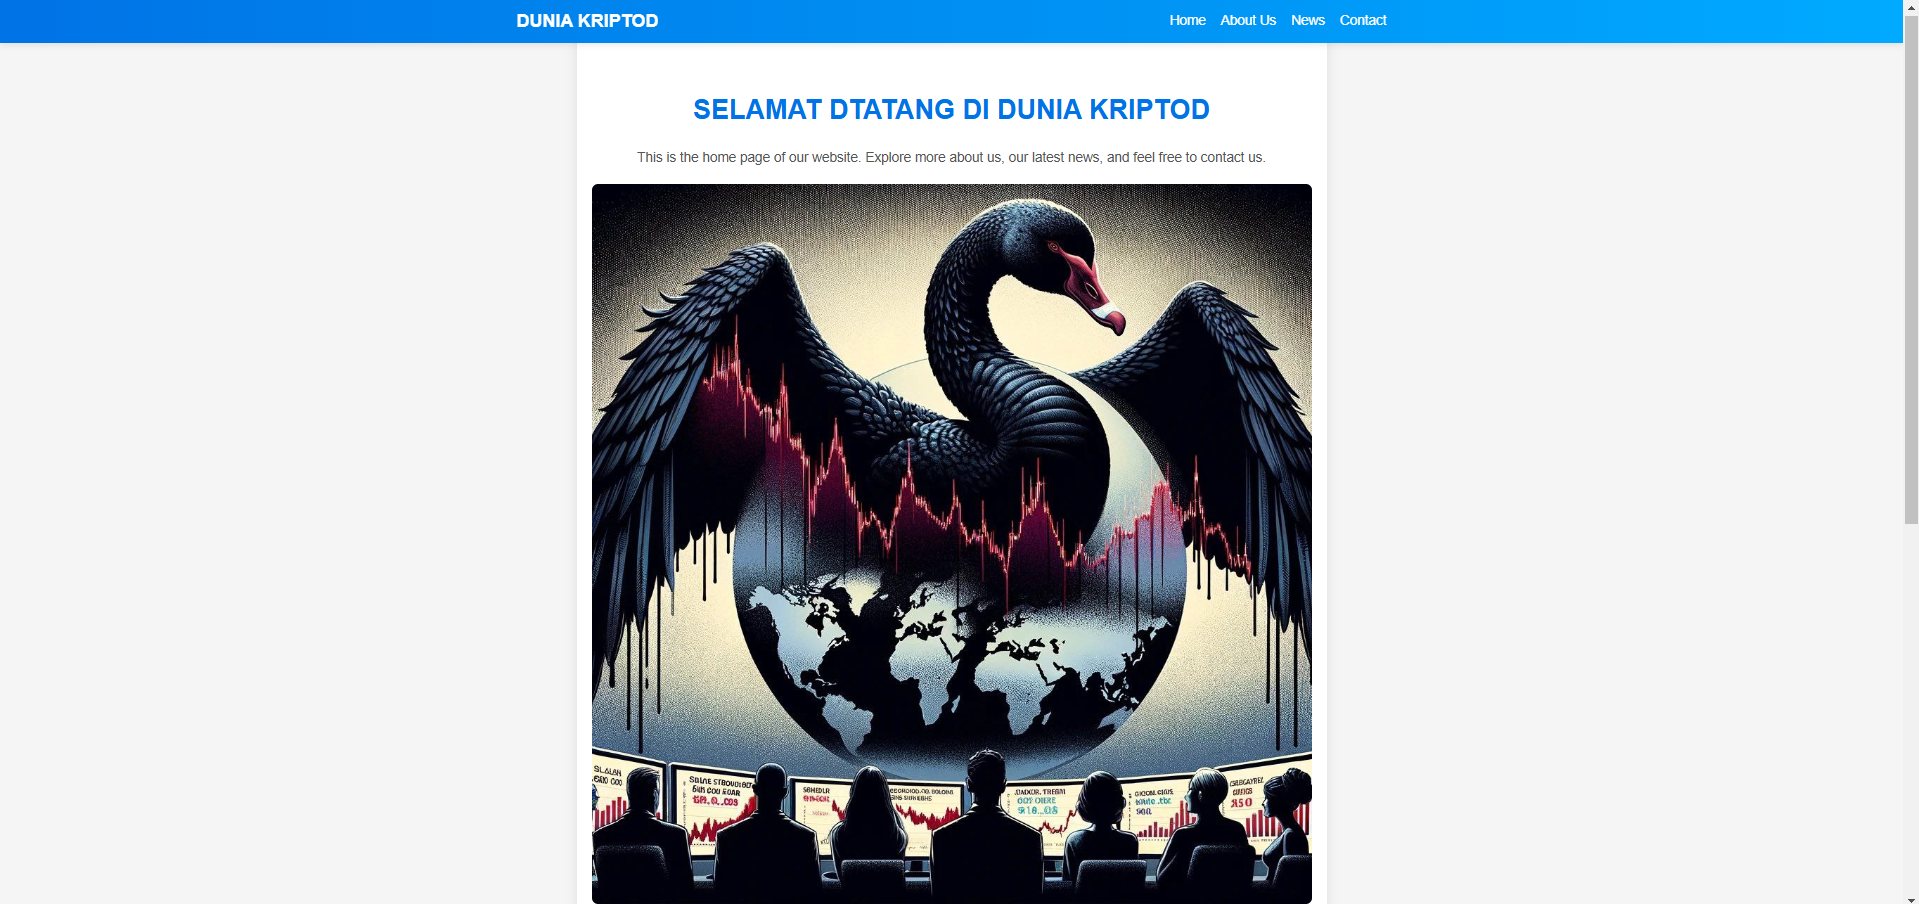 DUNIA KRIPTOD
Home About Us News Contact
SELAMAT DTATANG DI DUNIA KRIPTOD
This is the home page of our website. Explore more about us, our latest news, and feel free to contact us.